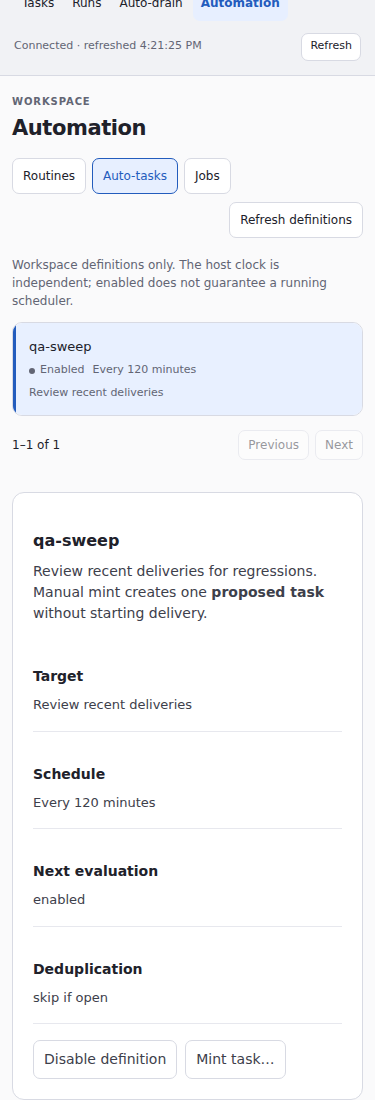 Tasks Runs Auto-drain Automation
Connected · refreshed 4:21:25 PM Refresh
WORKSPACE
Automation
Routines Auto-tasks Jobs
Refresh definitions
Workspace definitions only. The host clock is
independent; enabled does not guarantee a running
scheduler.
qa-sweep
Enabled Every 120 minutes
Review recent deliveries
1–1 of 1 Previous Next
qa-sweep
Review recent deliveries for regressions.
Manual mint creates one proposed task
without starting delivery.
Target
Review recent deliveries
Schedule
Every 120 minutes
Next evaluation
enabled
Deduplication
skip if open
Disable definition Mint task…